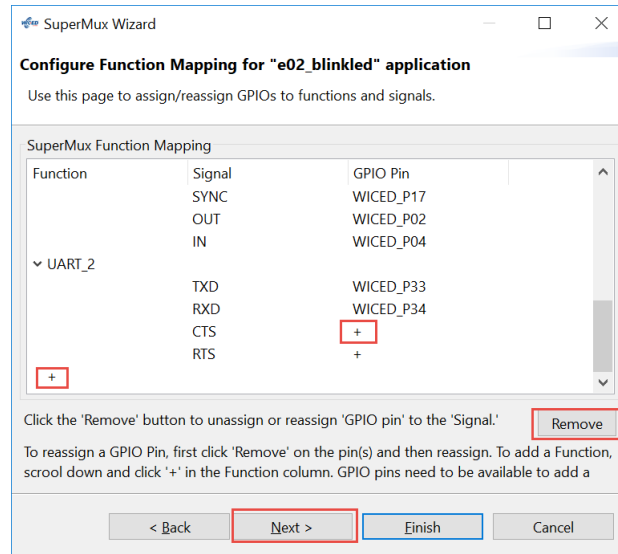 WICED SuperMux Wizard
Configure Function Mapping for "e02_blinkled" application
Use this page to assign/reassign GPIOs to functions and signals.
SuperMux Function Mapping
Function Signal GPIO Pin
SYNC WICED_P17
OUT WICED_P02
IN WICED_P04
UART_2
TXD WICED_P33
RXD WICED_P34
CTS +
RTS +
+
Click the 'Remove' button to unassign or reassign 'GPIO pin' to the 'Signal.' Remove
To reassign a GPIO Pin, first click 'Remove' on the pin(s) and then reassign. To add a Function,
scrool down and click '+' in the Function column. GPIO pins need to be available to add a
< Back Next > Finish Cancel